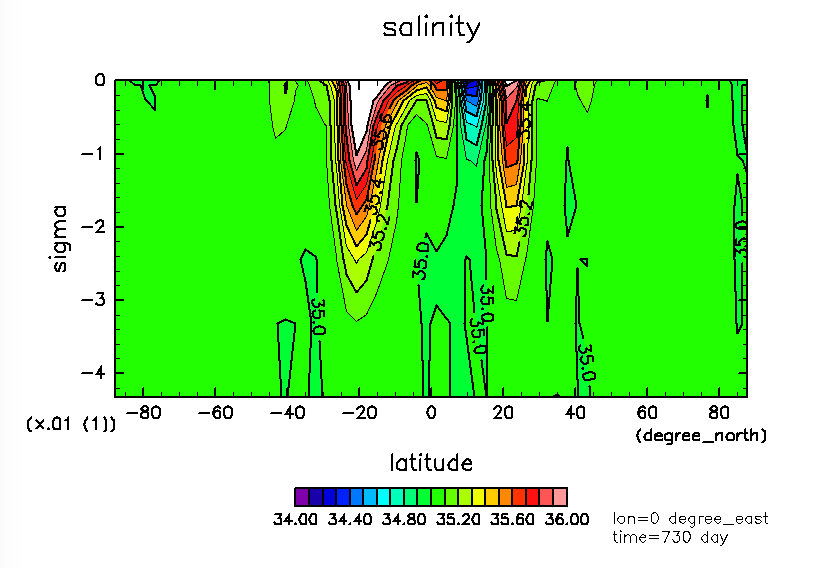 salinity
0
-1
-2
-3
-4
sigma
35.6
35.4
35.4
35.2
35.2
35.0
35.0
35.0
35.0
35.0
35.0
(x.01 (1))
-80 -60 -40 -20 0 20 40 60 80
(degree_north)
latitude
34.00 34.40 34.80 35.20 35.60 36.00
lon=0 degree_east
time=730 day